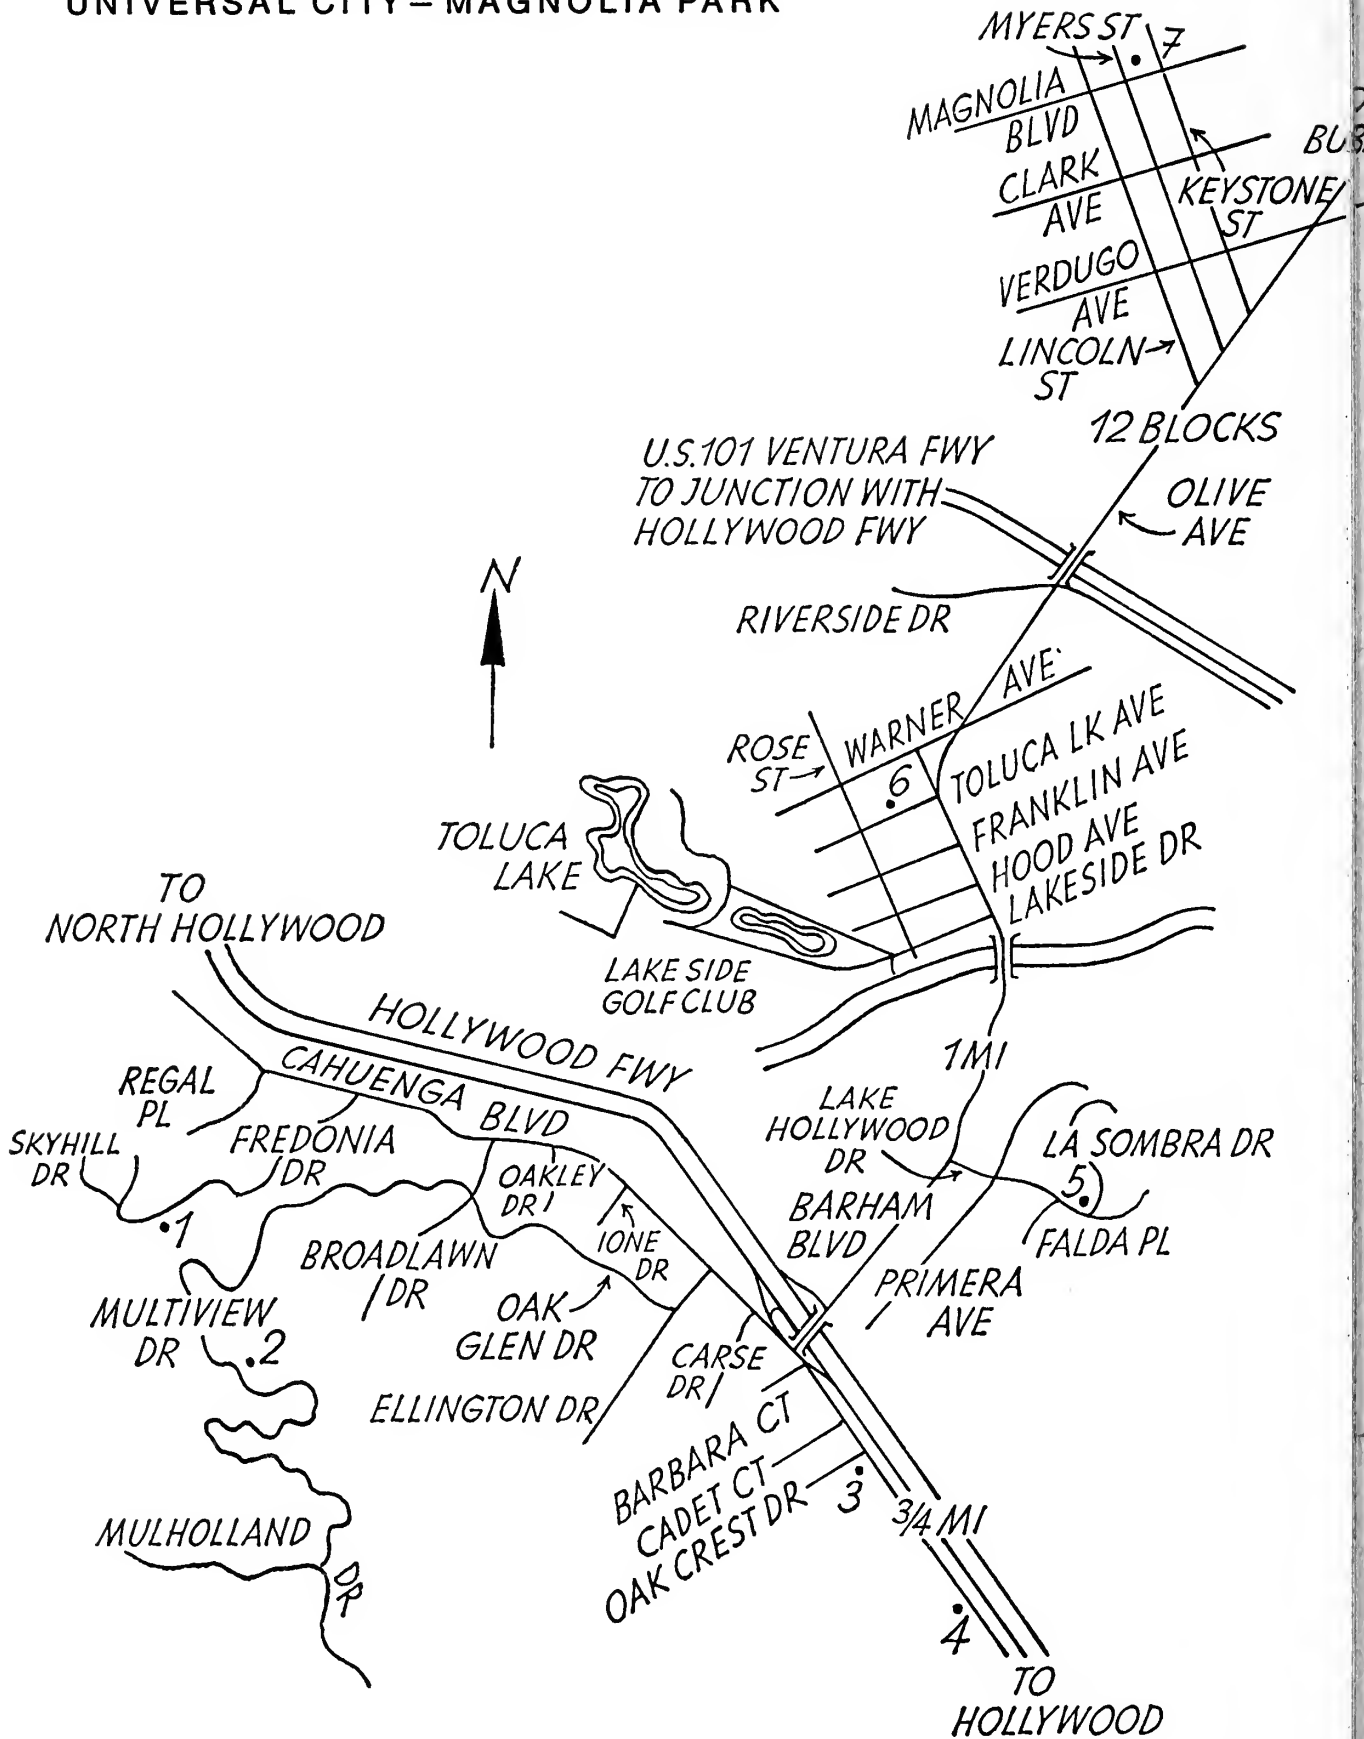 UNIVERSAL CITY – MAGNOLIA PARK
MYERS ST
7
MAGNOLIA
BLVD
CLARK
AVE
KEYSTONE
ST
VERDUGO
AVE
LINCOLN
ST
12 BLOCKS
U.S.101 VENTURA FWY
TO JUNCTION WITH
HOLLYWOOD FWY
OLIVE
AVE
N
RIVERSIDE DR
WARNER AVE
ROSE
ST
6
TOLUCA LK AVE
FRANKLIN AVE
HOOD AVE
LAKESIDE DR
TOLUCA
LAKE
TO
NORTH HOLLYWOOD
LAKE SIDE
GOLF CLUB
HOLLYWOOD FWY
CAHUENGA BLVD
1 MI
REGAL
PL
SKYHILL
DR
FREDONIA
DR
LAKE
HOLLYWOOD
DR
LA SOMBRA DR
5
OAKLEY
DR
1
BARHAM
BLVD
FALDA PL
IONE
DR
BROADLAWN
DR
PRIMERA
AVE
MULTIVIEW
DR
2
OAK
GLEN DR
CARSE
DR
ELLINGTON DR
BARBARA CT
CADET CT
OAK CREST DR
3
3/4 MI
MULHOLLAND
DR
4
TO
HOLLYWOOD